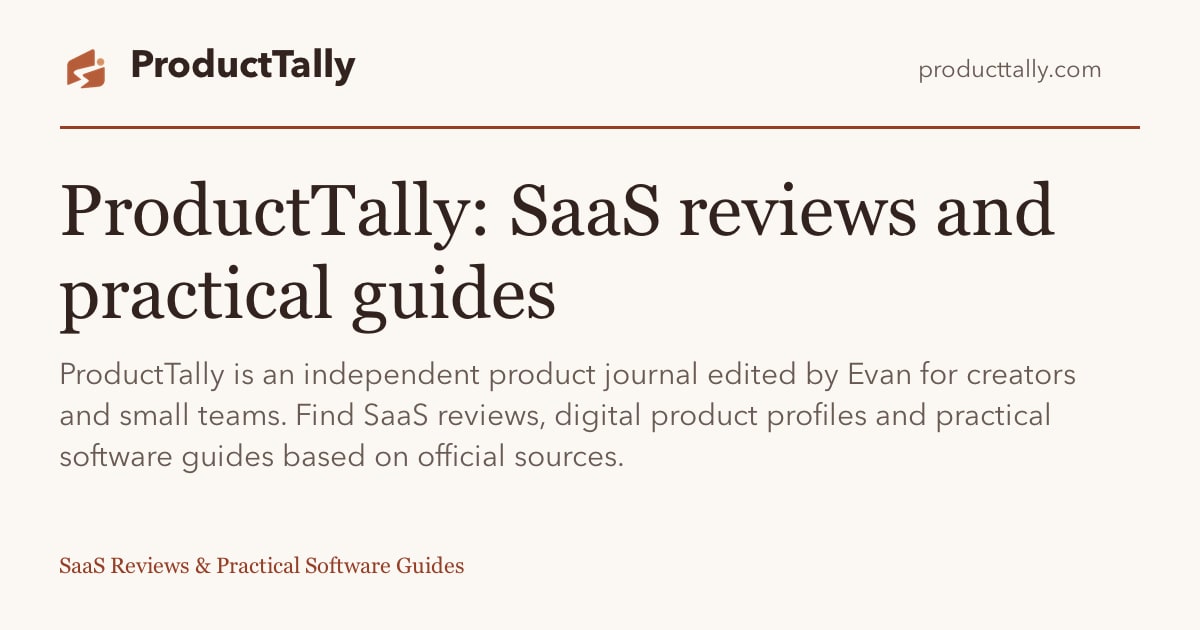 ProductTally
producttally.com
ProductTally: SaaS reviews and
practical guides
ProductTally is an independent product journal edited by Evan for creators
and small teams. Find SaaS reviews, digital product profiles and practical
software guides based on official sources.
SaaS Reviews & Practical Software Guides